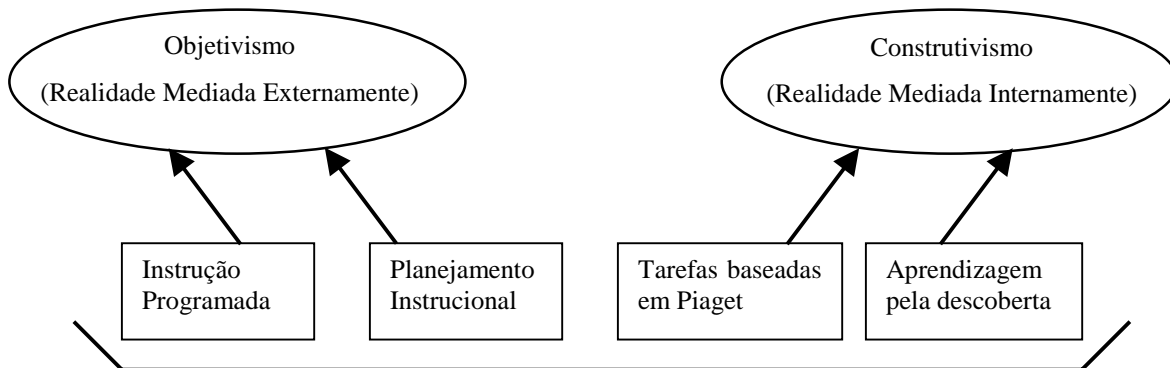 Objetivismo
(Realidade Mediada Externamente)
Construtivismo
(Realidade Mediada Internamente)
Instrução
Programada
Planejamento
Instrucional
Tarefas baseadas
em Piaget
Aprendizagem
pela descoberta